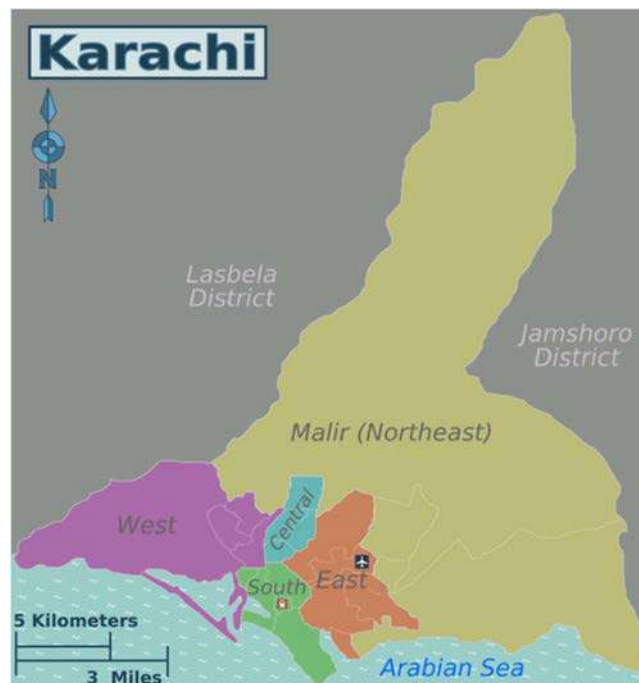 Karachi
N
Lasbela
District
Jamshoro
District
Malir (Northeast)
West
Central
South
East
5 Kilometers
3 Miles
Arabian Sea